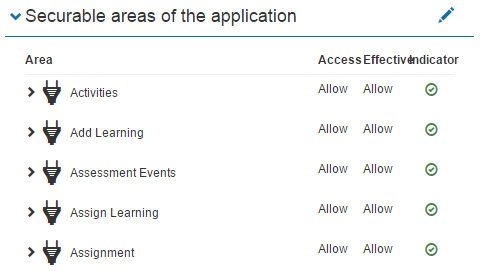 Securable areas of the application
Area Access Effective Indicator
Activities Allow Allow
Add Learning Allow Allow
Assessment Events Allow Allow
Assign Learning Allow Allow
Assignment Allow Allow